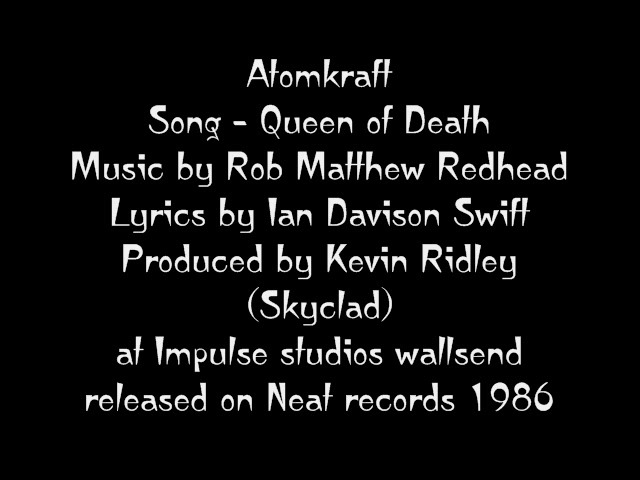 Atomkraft
Song - Queen of Death
Music by Rob Matthew Redhead
Lyrics by Ian Davison Swift
Produced by Kevin Ridley
(Skyclad)
at Impulse studios wallsend
released on Neat records 1986